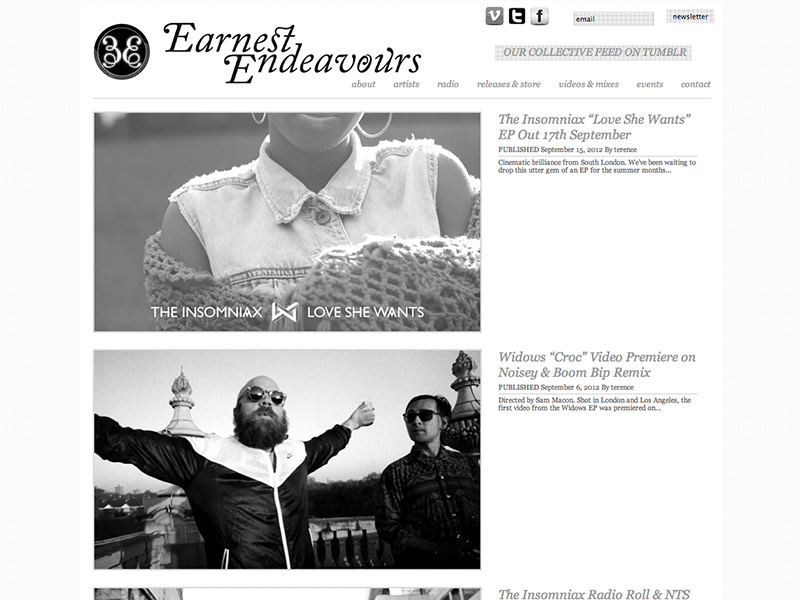 Earnest
Endeavours
email
newsletter
OUR COLLECTIVE FEED ON TUMBLR
about artists radio releases & store videos & mixes events contact
The Insomniax “Love She Wants”
EP Out 17th September
PUBLISHED September 15, 2012 By terence
Cinematic brilliance from South London. We've been waiting to
drop this utter gem of an EP for the summer months...
THE INSOMNIAX LOVE SHE WANTS
Widows “Croc” Video Premiere on
Noisey & Boom Bip Remix
PUBLISHED September 6, 2012 By terence
Directed by Sam Macon. Shot in London and Los Angeles, the
first video from the Widows EP was premiered on...
The Insomniax Radio Roll & NTS